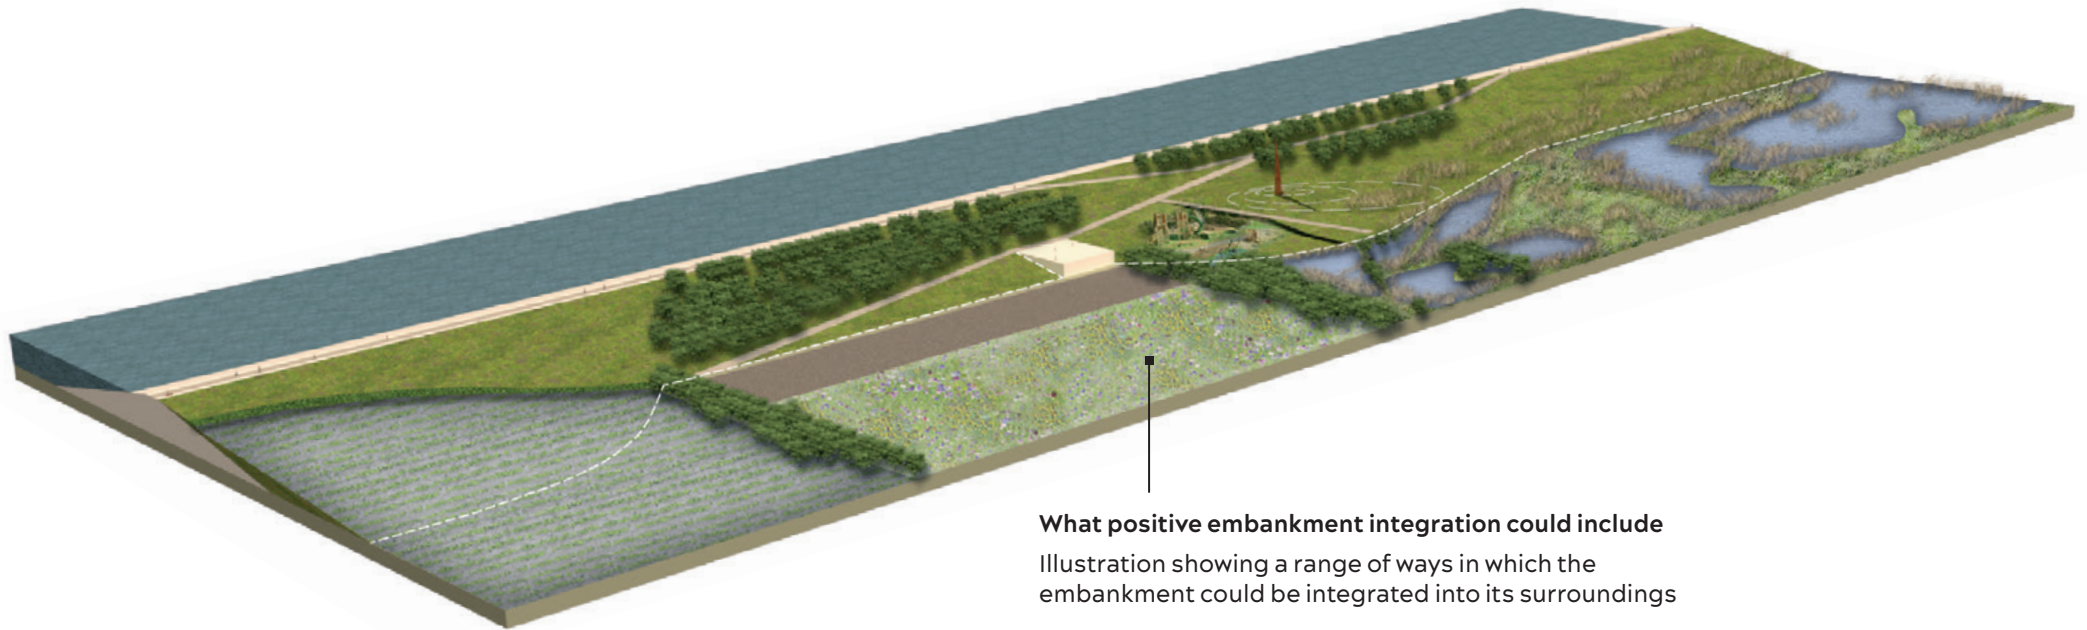 What positive embankment integration could include
Illustration showing a range of ways in which the
embankment could be integrated into its surroundings